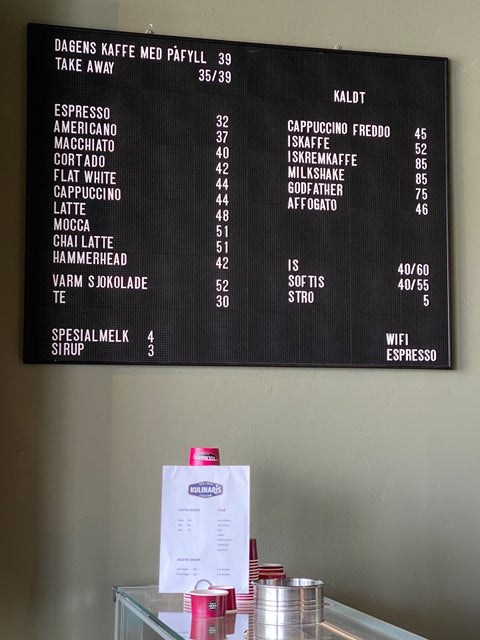 DAGENS KAFFE MED PÅFYLL 39
TAKE AWAY 35/39
ESPRESSO 32
AMERICANO 37
MACCHIATO 40
CORTADO 42
FLAT WHITE 44
CAPPUCCINO 44
LATTE 48
MOCCA 51
CHAI LATTE 51
HAMMERHEAD 42
VARM SJOKOLADE 52
TE 30
SPESIALMELK 4
SIRUP 3
KALDT
CAPPUCCINO FREDDO 45
ISKAFFE 52
ISKREMKAFFE 85
MILKSHAKE 85
GODFATHER 75
AFFOGATO 46
IS 40/60
SOFTIS 40/55
STRO 5
WIFI
ESPRESSO
KULINARIS